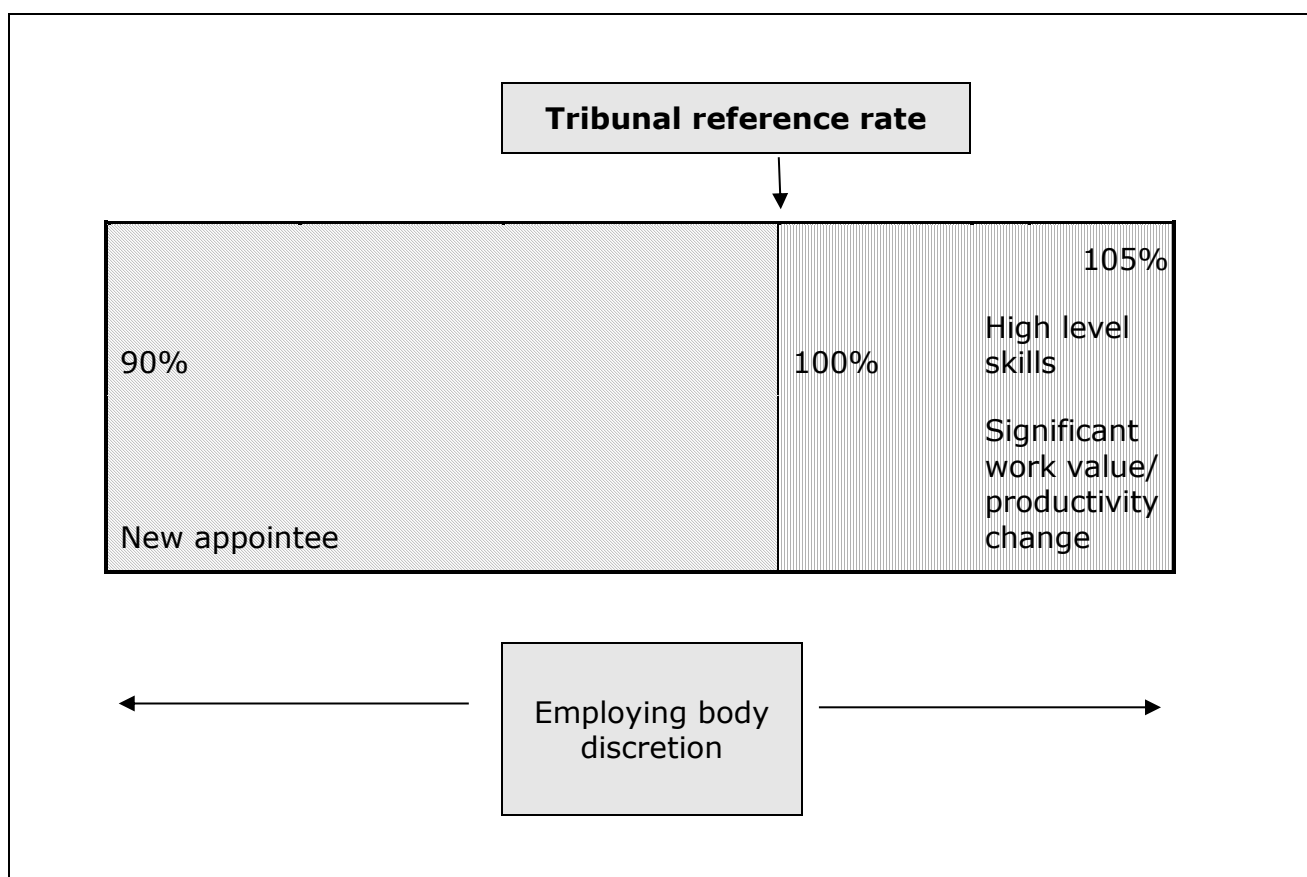 Tribunal reference rate
105%
High level
skills
90%
100%
Significant
work value/
productivity
change
New appointee
Employing body
discretion